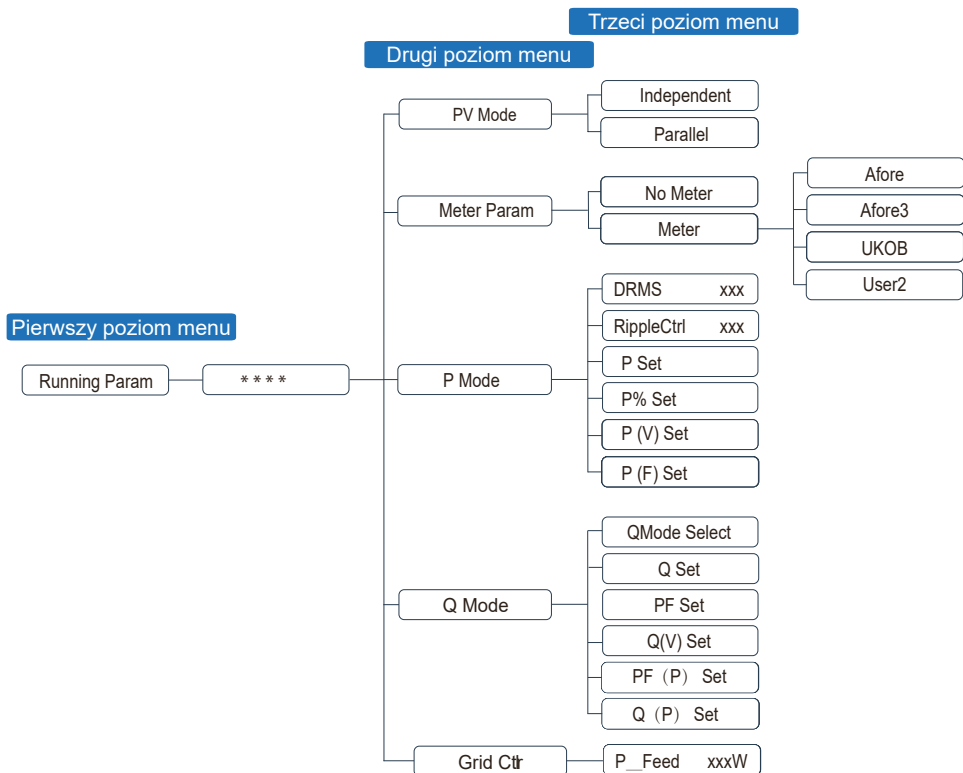 Trzeci poziom menu
Drugi poziom menu
Pierwszy poziom menu
Running Param
****
PV Mode
Independent
Parallel
Meter Param
No Meter
Meter
Afore
Afore3
UKOB
User2
P Mode
DRMS xxx
RippleCtrl xxx
P Set
P% Set
P (V) Set
P (F) Set
Q Mode
QMode Select
Q Set
PF Set
Q(V) Set
PF（P） Set
Q（P） Set
Grid Ctlr
P__Feed xxxW